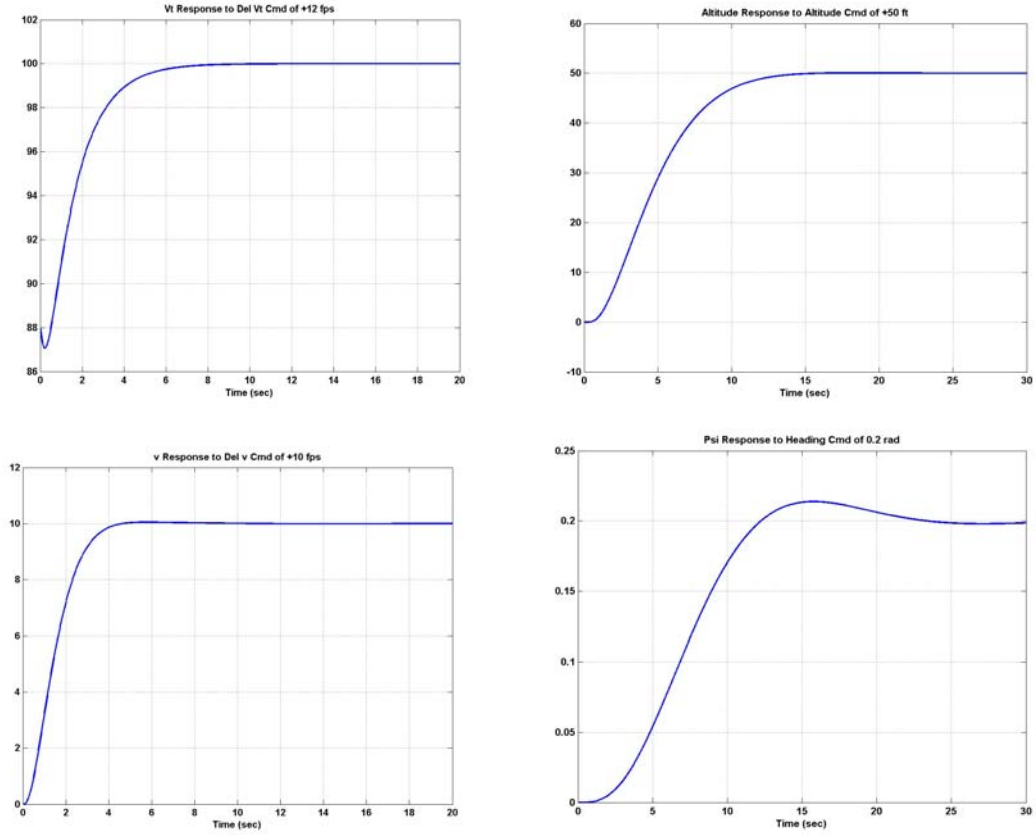 Vt Response to Del Vt Cmd of +12 fps
102
100
98
96
94
92
90
88
86
0 2 4 6 8 10 12 14 16 18 20
Time (sec)
Altitude Response to Altitude Cmd of +50 ft
60
50
40
30
20
10
0
-10
0 5 10 15 20 25 30
Time (sec)
v Response to Del v Cmd of +10 fps
12
10
8
6
4
2
0
0 2 4 6 8 10 12 14 16 18 20
Time (sec)
Psi Response to Heading Cmd of 0.2 rad
0.25
0.2
0.15
0.1
0.05
0
0 5 10 15 20 25 30
Time (sec)